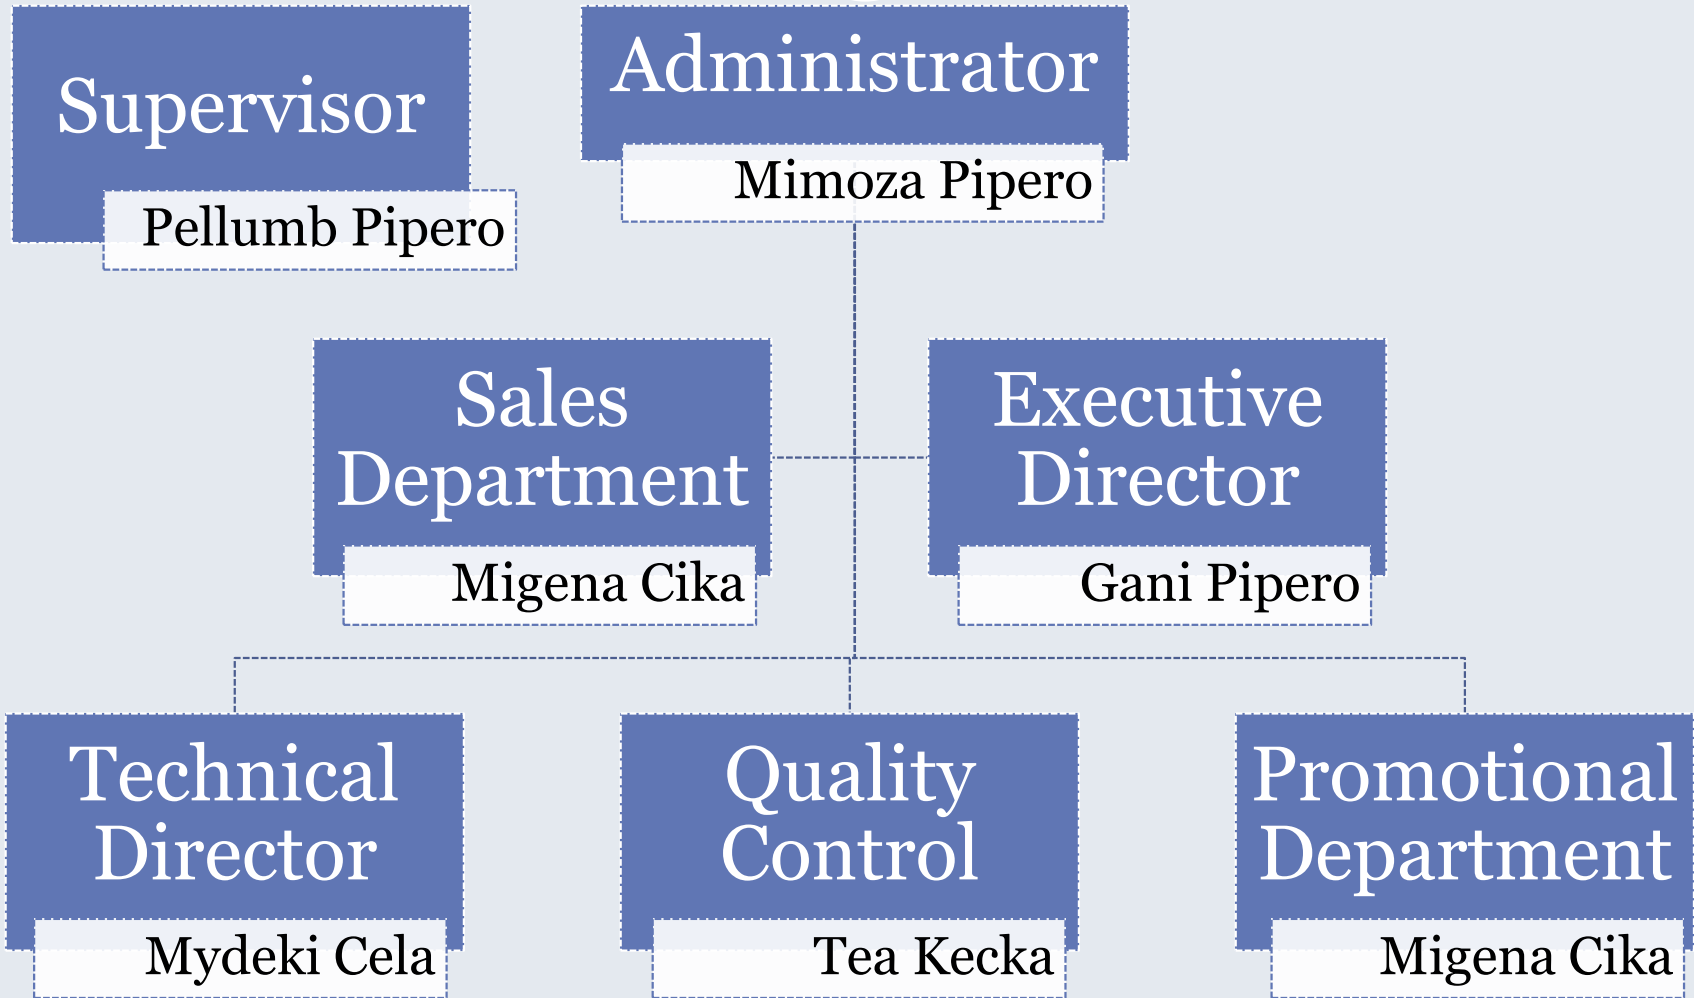 Supervisor
Pellumb Pipero
Administrator
Mimoza Pipero
Sales
Department
Migena Cika
Executive
Director
Gani Pipero
Technical
Director
Mydeki Cela
Quality
Control
Tea Kecka
Promotional
Department
Migena Cika